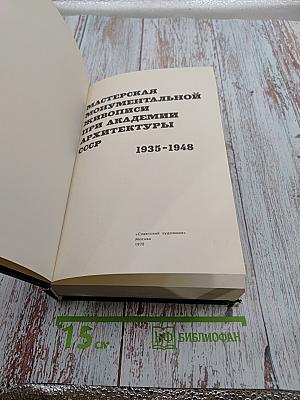 МАСТЕРСКАЯ
МОНУМЕНТАЛЬНОЙ
ЖИВОПИСИ
ПРИ АКАДЕМИИ
АРХИТЕКТУРЫ
СССР 1935-1948
«Советский художник»
Москва
1978
15 см.
БИБЛИОФАН